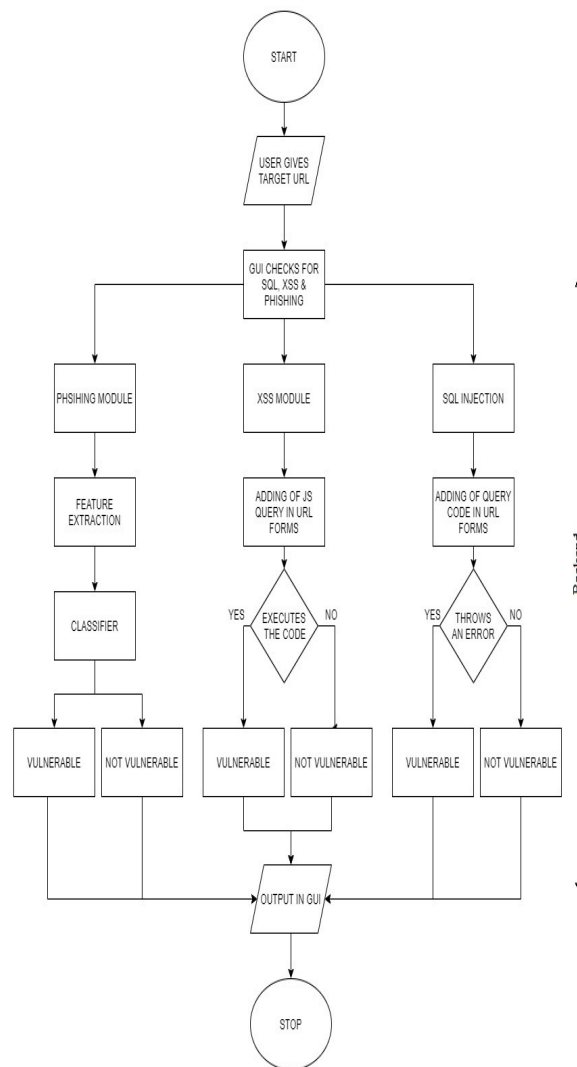 START
USER GIVES
TARGET URL
GUI CHECKS FOR
SQL, XSS &
PHISHING
PHSIHING MODULE
XSS MODULE
SQL INJECTION
FEATURE
EXTRACTION
ADDING OF JS
QUERY IN URL
FORMS
ADDING OF QUERY
CODE IN URL
FORMS
CLASSIFIER
YES
EXECUTES
THE CODE
NO
YES
THROWS
AN ERROR
NO
VULNERABLE
NOT VULNERABLE
VULNERABLE
NOT VULNERABLE
VULNERABLE
NOT VULNERABLE
OUTPUT IN GUI
STOP